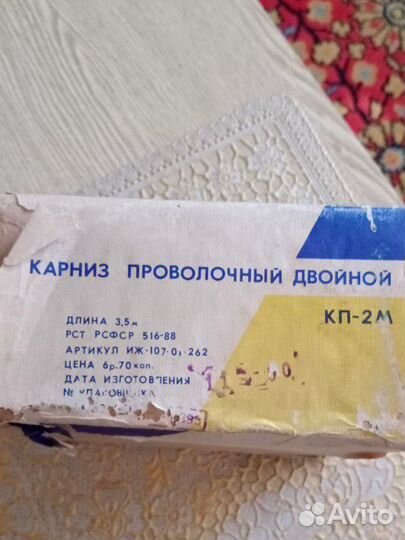 КАРНИЗ ПРОВОЛОЧНЫЙ ДВОЙНОЙ
КП-2М
ДЛИНА 3,5м
РСТ РСФСР 516-88
АРТИКУЛ ИЖ-107-01-262
ЦЕНА 6р.70 коп.
ДАТА ИЗГОТОВЛЕНИЯ
№
Avito